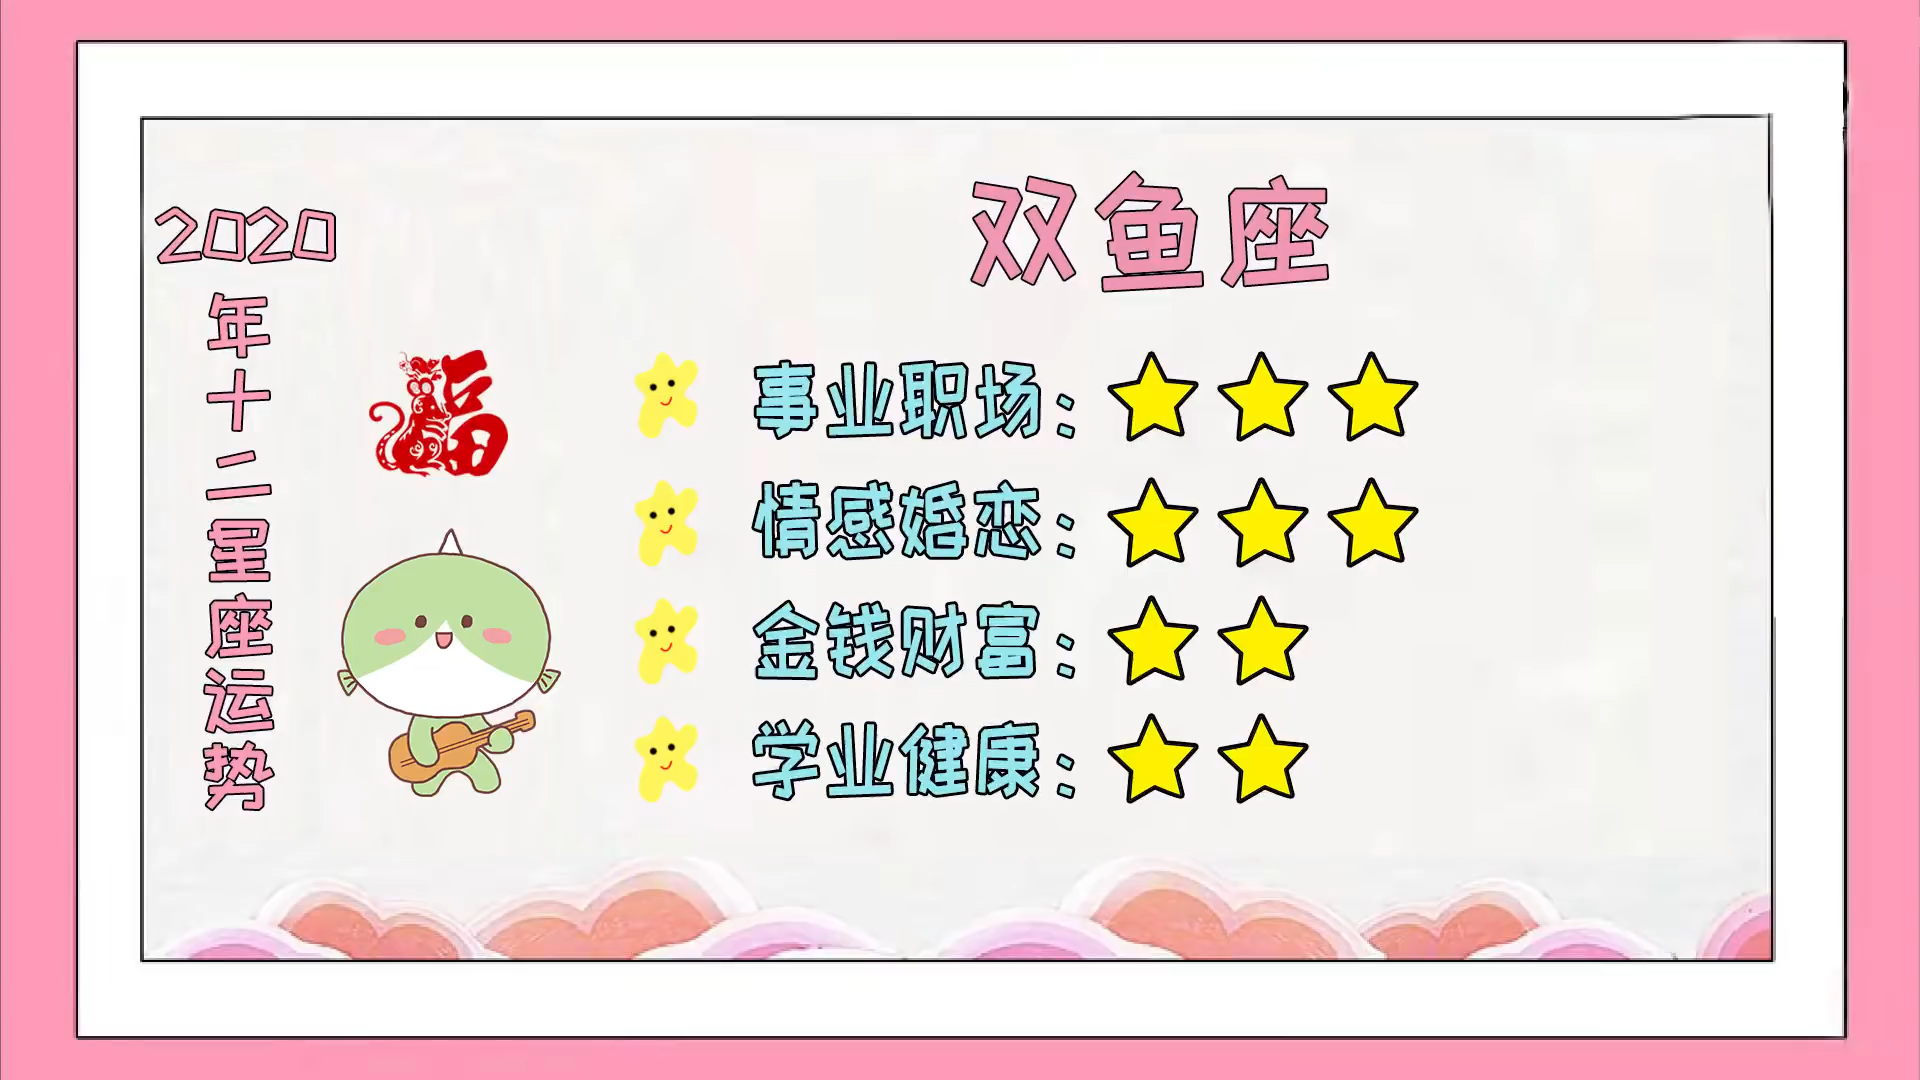 双鱼座
2020
年十二星座运势
福
事业职场：
情感婚恋：
金钱财富：
学业健康：